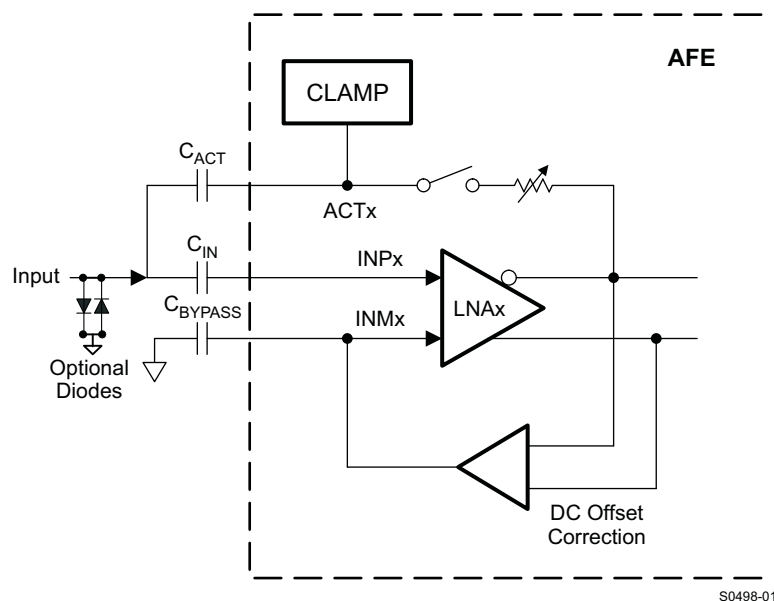 AFE
CLAMP
C_ACT
ACTx
C_IN
Input
INPx
C_BYPASS
INMx
LNAx
Optional
Diodes
DC Offset
Correction
S0498-01